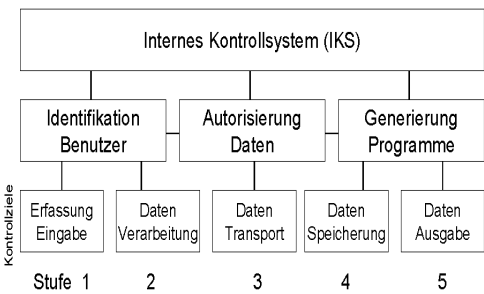 Internes Kontrollsystem (IKS)
Identifikation
Benutzer
Autorisierung
Daten
Generierung
Programme
Kontrollziele
Erfassung
Eingabe
Daten
Verarbeitung
Daten
Transport
Daten
Speicherung
Daten
Ausgabe
Stufe 1 2 3 4 5